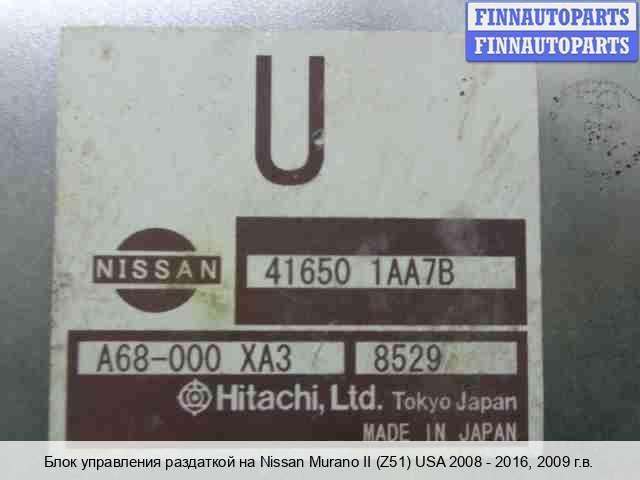 FINNAUTOPARTS
FINNAUTOPARTS
U
NISSAN
41650 1AA7B
A68-000 XA3
8529
Hitachi, Ltd. Tokyo Japan
MADE IN JAPAN
Блок управления раздаткой на Nissan Murano II (Z51) USA 2008 - 2016, 2009 г.в.